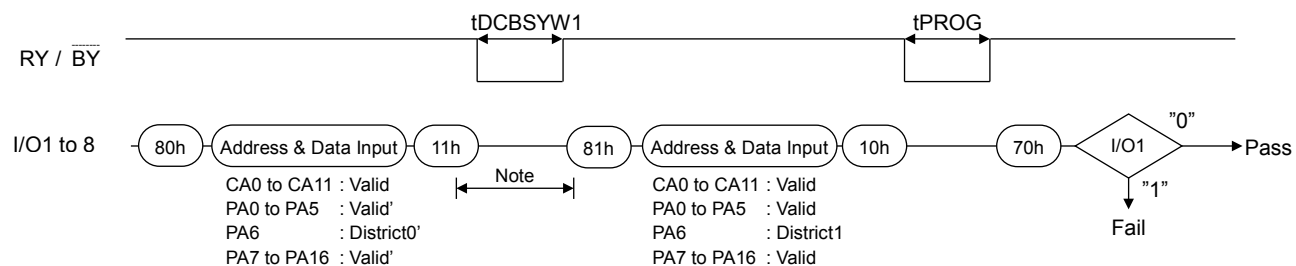 tDCBSYW1
tPROG
RY / BY
I/O1 to 8
80h
Address & Data Input
11h
81h
Address & Data Input
10h
70h
I/O1
"0"
Pass
"1"
Fail
Note
CA0 to CA11 : Valid
PA0 to PA5 : Valid’
PA6 : District0’
PA7 to PA16 : Valid’
CA0 to CA11 : Valid
PA0 to PA5 : Valid
PA6 : District1
PA7 to PA16 : Valid